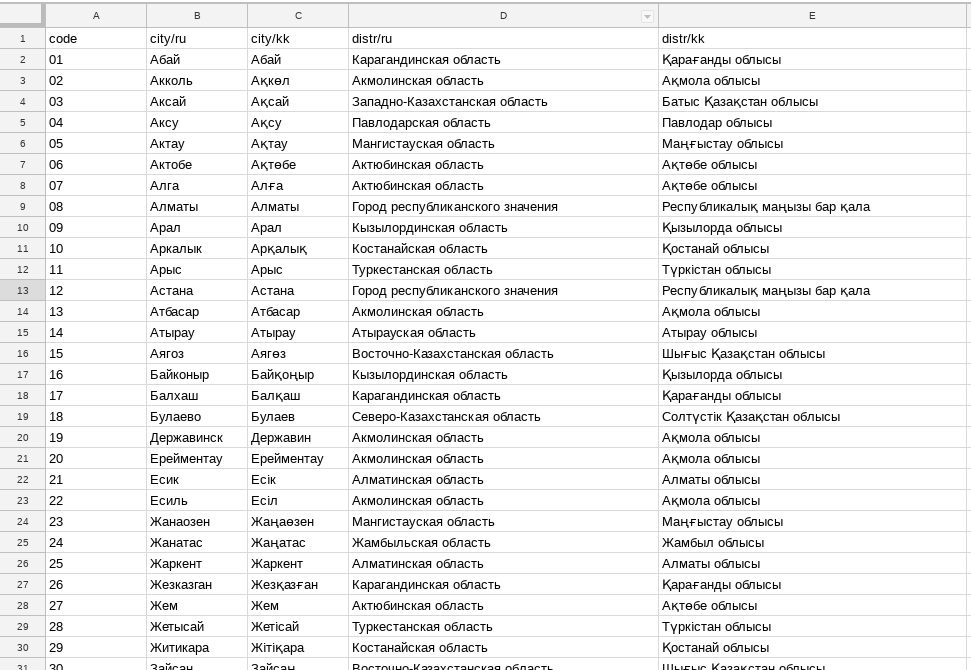 A B C D E
1 code city/ru city/kk distr/ru distr/kk
2 01 Абай Абай Карагандинская область Қарағанды облысы
3 02 Акколь Ақкөл Акмолинская область Ақмола облысы
4 03 Аксай Ақсай Западно-Казахстанская область Батыс Қазақстан облысы
5 04 Аксу Ақсу Павлодарская область Павлодар облысы
6 05 Актау Ақтау Мангистауская область Маңғыстау облысы
7 06 Актобе Ақтөбе Актюбинская область Ақтөбе облысы
8 07 Алга Алға Актюбинская область Ақтөбе облысы
9 08 Алматы Алматы Город республиканского значения Республикалық маңызы бар қала
10 09 Арал Арал Кызылординская область Қызылорда облысы
11 10 Аркалык Арқалық Костанайская область Қостанай облысы
12 11 Арыс Арыс Туркестанская область Түркістан облысы
13 12 Астана Астана Город республиканского значения Республикалық маңызы бар қала
14 13 Атбасар Атбасар Акмолинская область Ақмола облысы
15 14 Атырау Атырау Атырауская область Атырау облысы
16 15 Аягоз Аягөз Восточно-Казахстанская область Шығыс Қазақстан облысы
17 16 Байконыр Байқоңыр Кызылординская область Қызылорда облысы
18 17 Балхаш Балқаш Карагандинская область Қарағанды облысы
19 18 Булаево Булаев Северо-Казахстанская область Солтүстік Қазақстан облысы
20 19 Державинск Державин Акмолинская область Ақмола облысы
21 20 Ерейментау Ерейментау Акмолинская область Ақмола облысы
22 21 Есик Есік Алматинская область Алматы облысы
23 22 Есиль Есіл Акмолинская область Ақмола облысы
24 23 Жанаозен Жаңаөзен Мангистауская область Маңғыстау облысы
25 24 Жанатас Жаңатас Жамбыльская область Жамбыл облысы
26 25 Жаркент Жаркент Алматинская область Алматы облысы
27 26 Жезказган Жезқазған Карагандинская область Қарағанды облысы
28 27 Жем Жем Актюбинская область Ақтөбе облысы
29 28 Жетысай Жетісай Туркестанская область Түркістан облысы
30 29 Житикара Жітіқара Костанайская область Қостанай облысы
31 30 Зайсан Зайсан Восточно-Казахстанская область Шығыс Қазақстан облысы